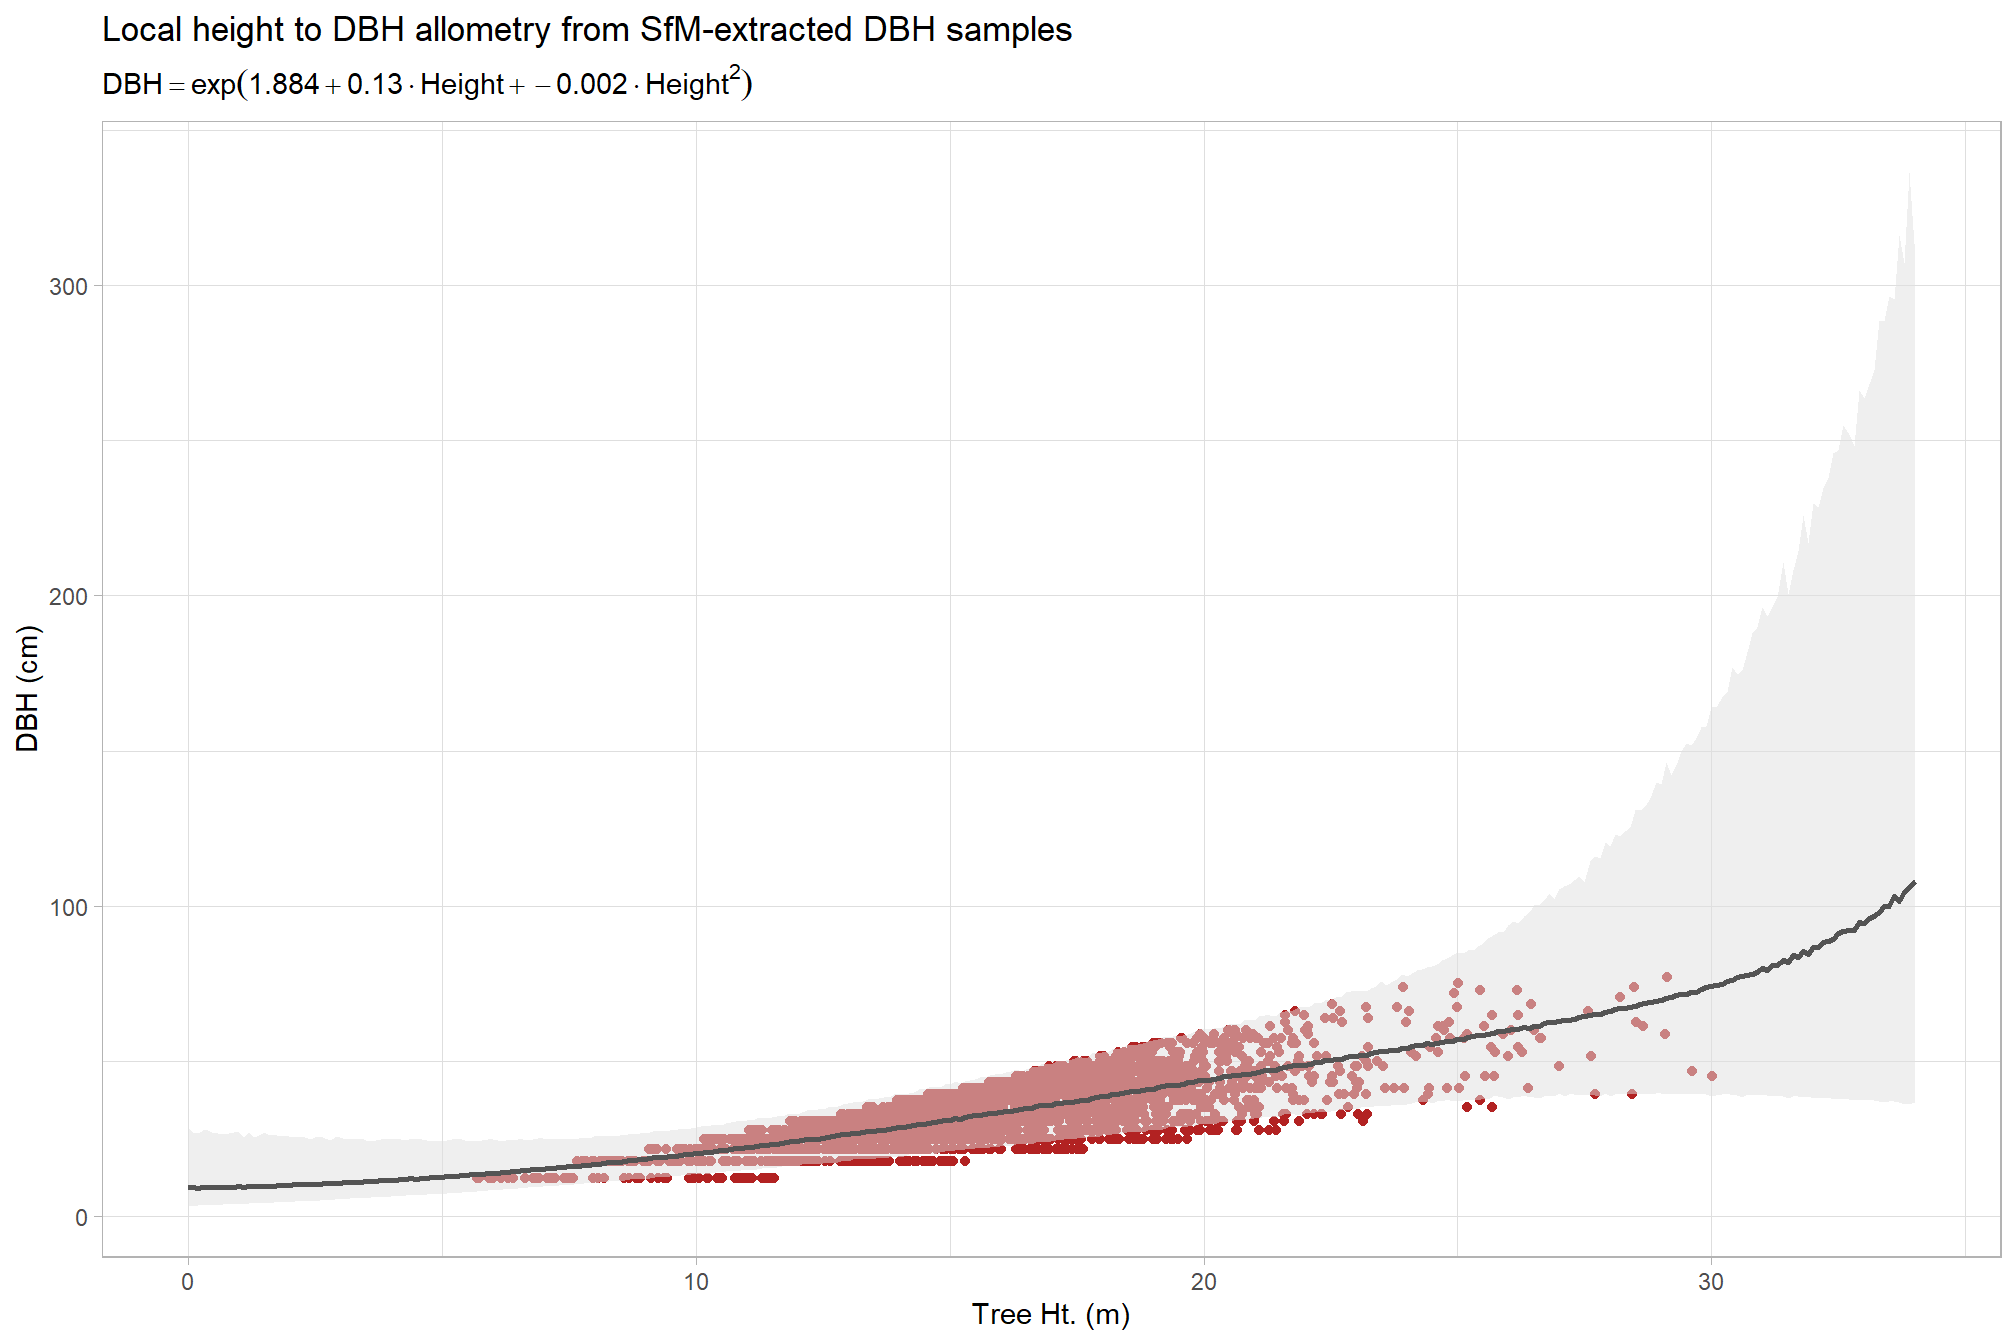 Local height to DBH allometry from SfM-extracted DBH samples
DBH = exp(1.884 + 0.13 · Height + − 0.002 · Height²)
300
200
100
0
DBH (cm)
0 10 20 30
Tree Ht. (m)